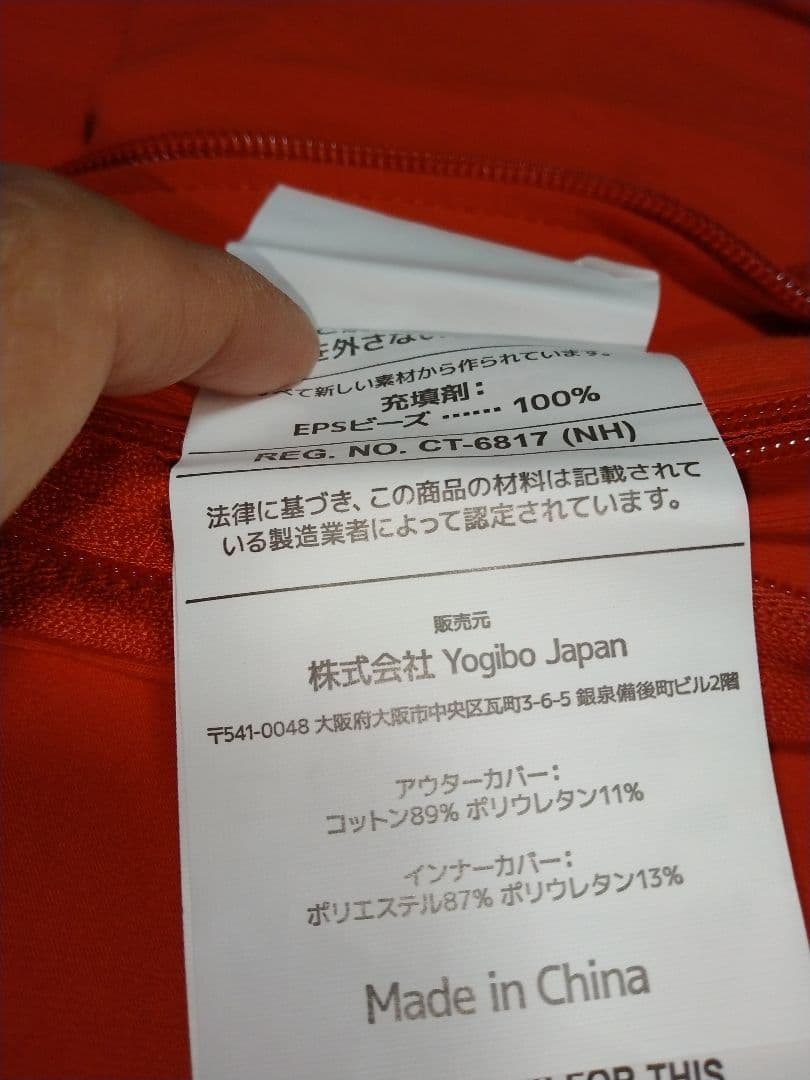 を外さない
べて新しい素材から作られています。
充填剤：
EPSビーズ ⋯⋯ 100%
REG. NO. CT-6817 (NH)
法律に基づき、この商品の材料は記載されて
いる製造業者によって認定されています。
販売元
株式会社 Yogibo Japan
〒541-0048 大阪府大阪市中央区瓦町3-6-5 銀泉備後町ビル2階
アウターカバー：
コットン89% ポリウレタン11%
インナーカバー：
ポリエステル87% ポリウレタン13%
Made in China
FOR THIS